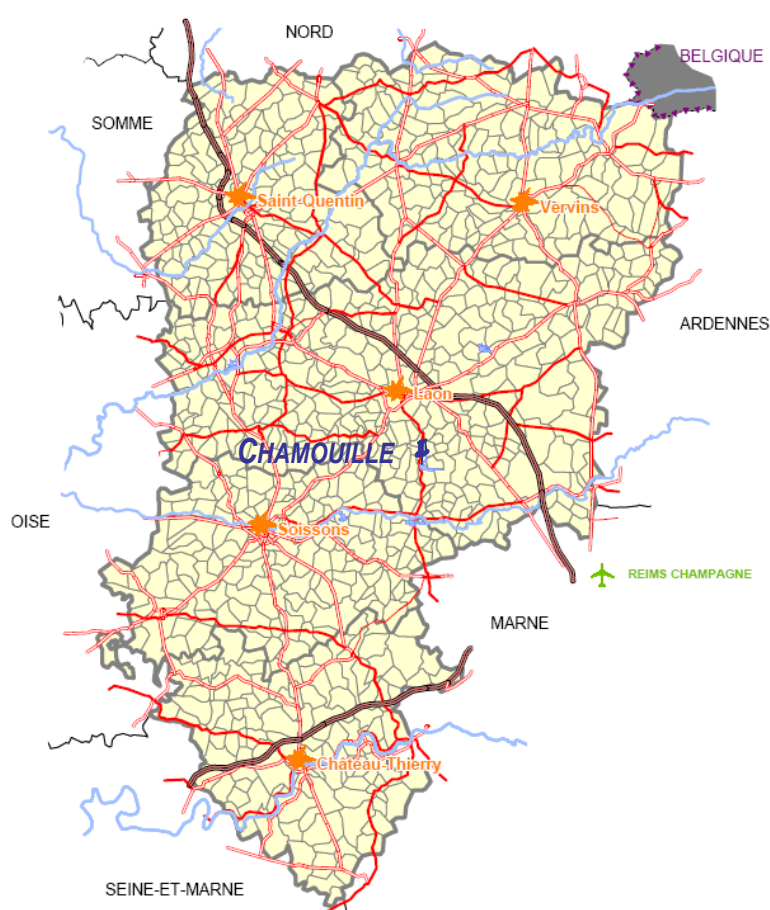 NORD
BELGIQUE
SOMME
Saint-Quentin
Vervins
ARDENNES
Laon
CHAMOUILLE
OISE
Soissons
REIMS CHAMPAGNE
MARNE
Château-Thierry
SEINE-ET-MARNE